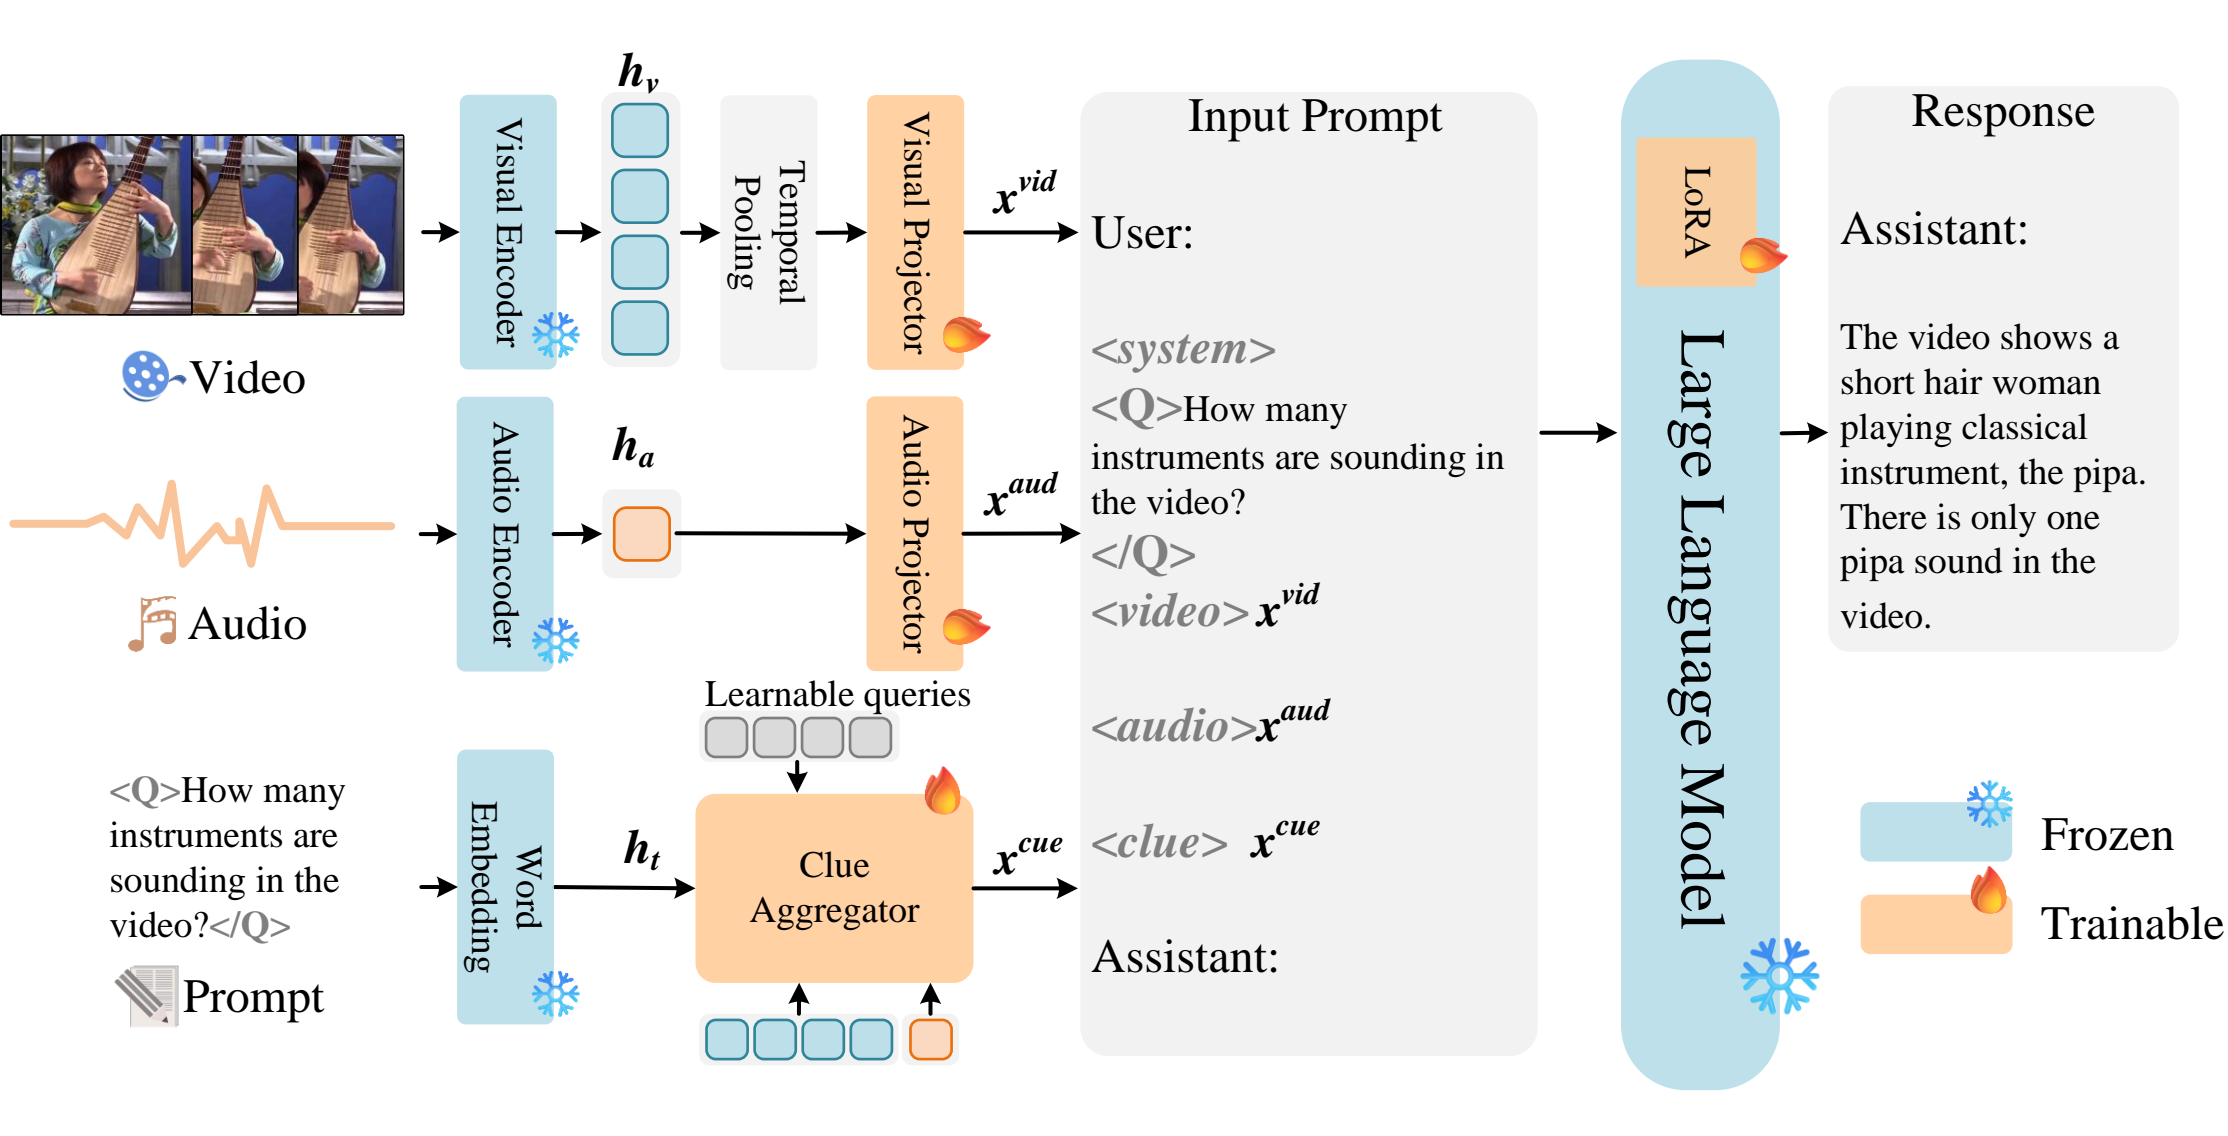 h_v
Visual Encoder
Temporal
Pooling
Visual Projector
x^vid
Video
h_a
Audio Encoder
Audio Projector
x^aud
Audio
Learnable queries
<Q>How many
instruments are
sounding in the
video?</Q>
Prompt
Word
Embedding
h_t
Clue
Aggregator
x^cue
Input Prompt
User:
<system>
<Q>How many
instruments are sounding in
the video?
</Q>
<video> x^vid
<audio>x^aud
<clue> x^cue
Assistant:
LoRA
Large Language Model
Response
Assistant:
The video shows a
short hair woman
playing classical
instrument, the pipa.
There is only one
pipa sound in the
video.
Frozen
Trainable